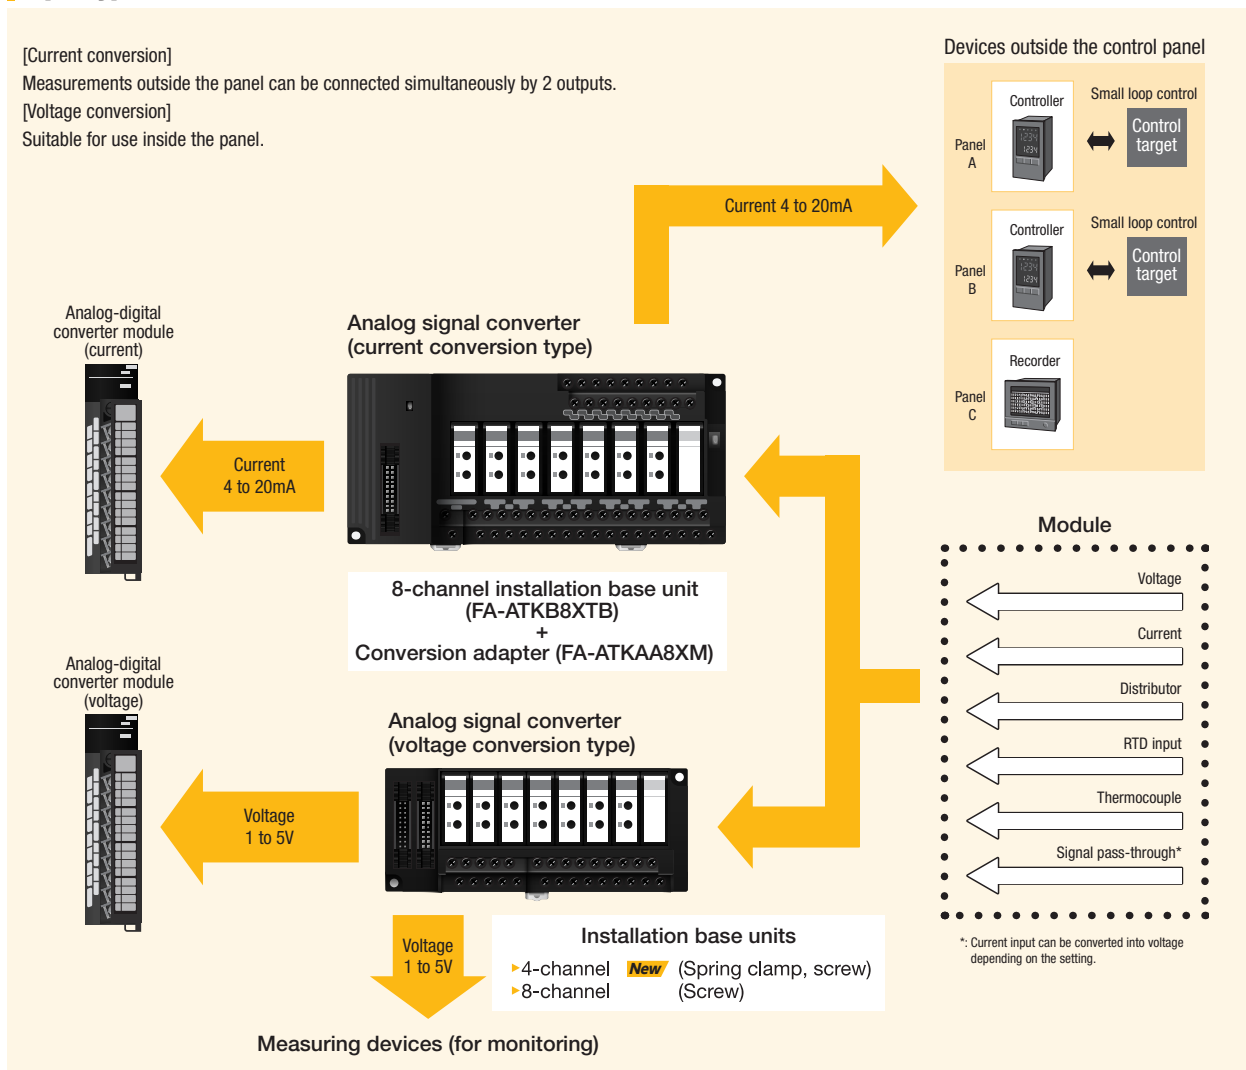 [Current conversion]
Measurements outside the panel can be connected simultaneously by 2 outputs.
[Voltage conversion]
Suitable for use inside the panel.
Devices outside the control panel
Panel
A
Controller
Small loop control
Control
target
Panel
B
Controller
Small loop control
Control
target
Panel
C
Recorder
Current 4 to 20mA
Analog-digital
converter module
(current)
Analog signal converter
(current conversion type)
Current
4 to 20mA
8-channel installation base unit
(FA-ATKB8XTB)
+
Conversion adapter (FA-ATKAA8XM)
Module
Voltage
Current
Distributor
RTD input
Thermocouple
Signal pass-through*
*: Current input can be converted into voltage
depending on the setting.
Analog-digital
converter module
(voltage)
Analog signal converter
(voltage conversion type)
Voltage
1 to 5V
Voltage
1 to 5V
Installation base units
▸4-channel New (Spring clamp, screw)
▸8-channel (Screw)
Measuring devices (for monitoring)